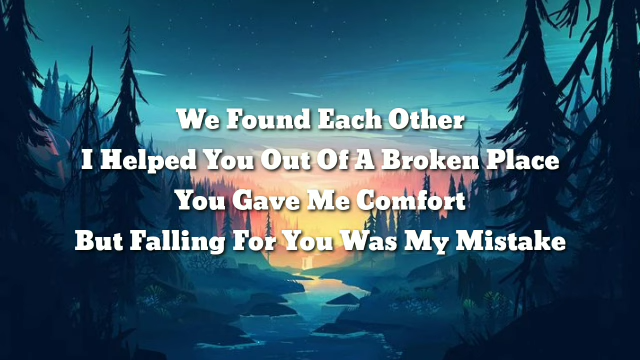 We Found Each Other
I Helped You Out Of A Broken Place
You Gave Me Comfort
But Falling For You Was My Mistake